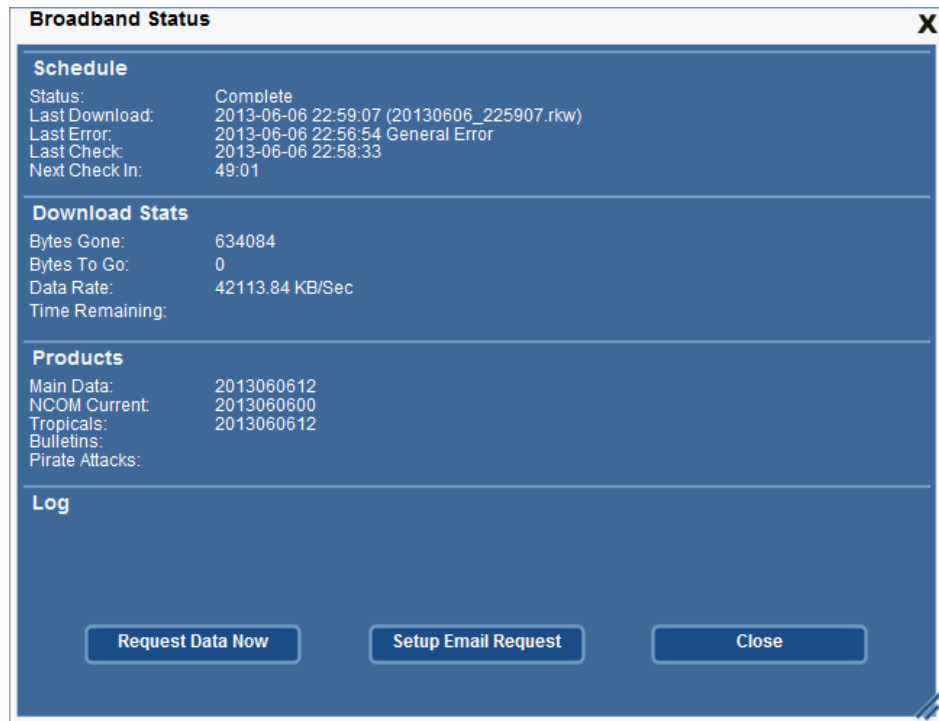 Broadband Status
X
Schedule
Status: Complete
Last Download: 2013-06-06 22:59:07 (20130606_225907.rkw)
Last Error: 2013-06-06 22:56:54 General Error
Last Check: 2013-06-06 22:58:33
Next Check In: 49:01
Download Stats
Bytes Gone: 634084
Bytes To Go: 0
Data Rate: 42113.84 KB/Sec
Time Remaining:
Products
Main Data: 2013060612
NCOM Current: 2013060600
Tropicals: 2013060612
Bulletins:
Pirate Attacks:
Log
Request Data Now Setup Email Request Close